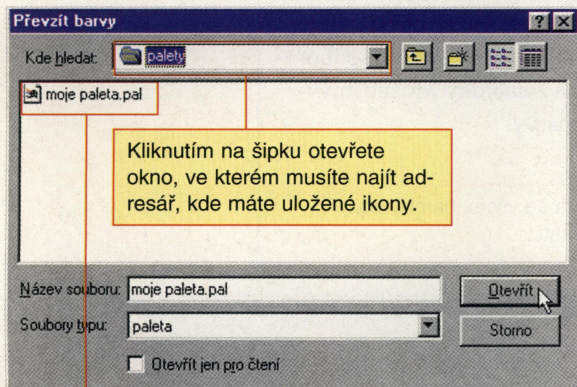 Převzít barvy
Kde hledat: palety
moje paleta.pal
Kliknutím na šipku otevřete
okno, ve kterém musíte najít ad-
resář, kde máte uložené ikony.
Název souboru: moje paleta.pal Otevřít
Soubory typu: paleta Storno
Otevřít jen pro čtení